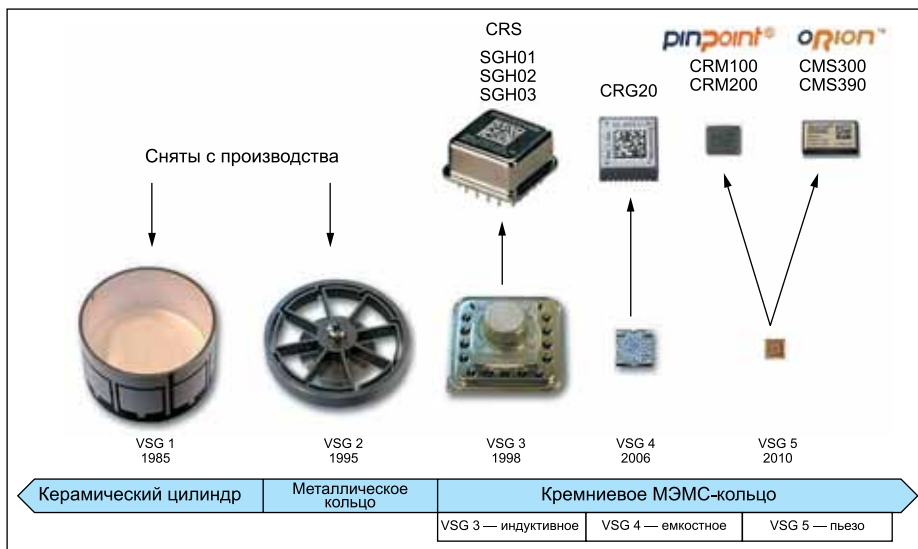 CRS
SGH01
SGH02
SGH03
CRG20
pinpoint®
CRM100
CRM200
orion™
CMS300
CMS390
Сняты с производства
VSG 1
1985
VSG 2
1995
VSG 3
1998
VSG 4
2006
VSG 5
2010
Керамический цилиндр
Металлическое
кольцо
Кремниевое МЭМС-кольцо
VSG 3 — индуктивное
VSG 4 — емкостное
VSG 5 — пьезо